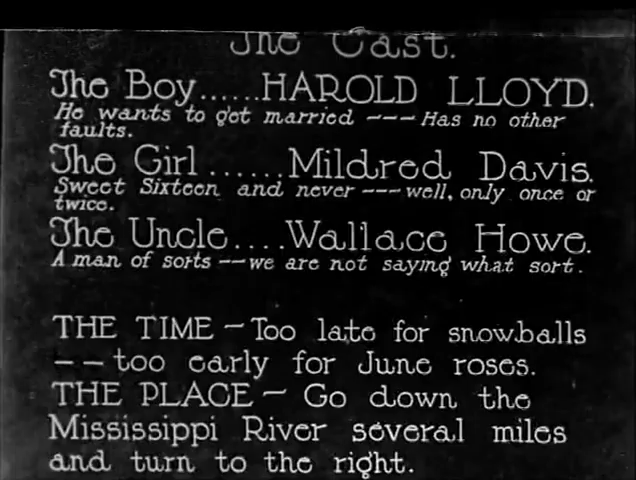 The Cast.
The Boy......HAROLD LLOYD.
He wants to get married --- Has no other
faults.
The Girl ......Mildred Davis.
Sweet Sixteen and never --- well, only once or
twice.
The Uncle....Wallace Howe.
A man of sorts -- we are not saying what sort.
THE TIME - Too late for snowballs
-- too early for June roses.
THE PLACE - Go down the
Mississippi River several miles
and turn to the right.